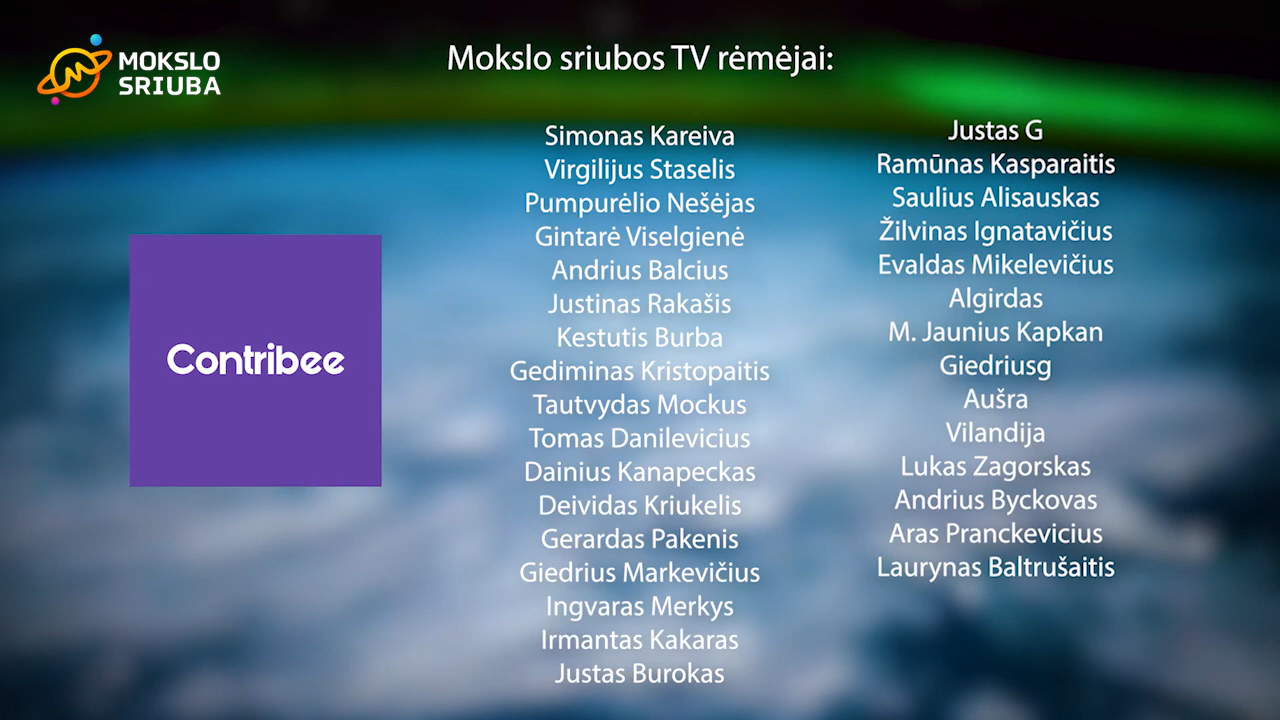 MOKSLO
SRIUBA
Mokslo sriubos TV rėmėjai:
Contribee
Simonas Kareiva
Virgilijus Staselis
Pumpurėlio Nešėjas
Gintarė Viselgienė
Andrius Balcius
Justinas Rakašis
Kestutis Burba
Gediminas Kristopaitis
Tautvydas Mockus
Tomas Danilevicius
Dainius Kanapeckas
Deividas Kriukelis
Gerardas Pakenis
Giedrius Markevičius
Ingvaras Merkys
Irmantas Kakaras
Justas Burokas
Justas G
Ramūnas Kasparaitis
Saulius Alisauskas
Žilvinas Ignatavičius
Evaldas Mikelevičius
Algirdas
M. Jaunius Kapkan
Giedriusg
Aušra
Vilandija
Lukas Zagorskas
Andrius Byckovas
Aras Pranckevicius
Laurynas Baltrušaitis